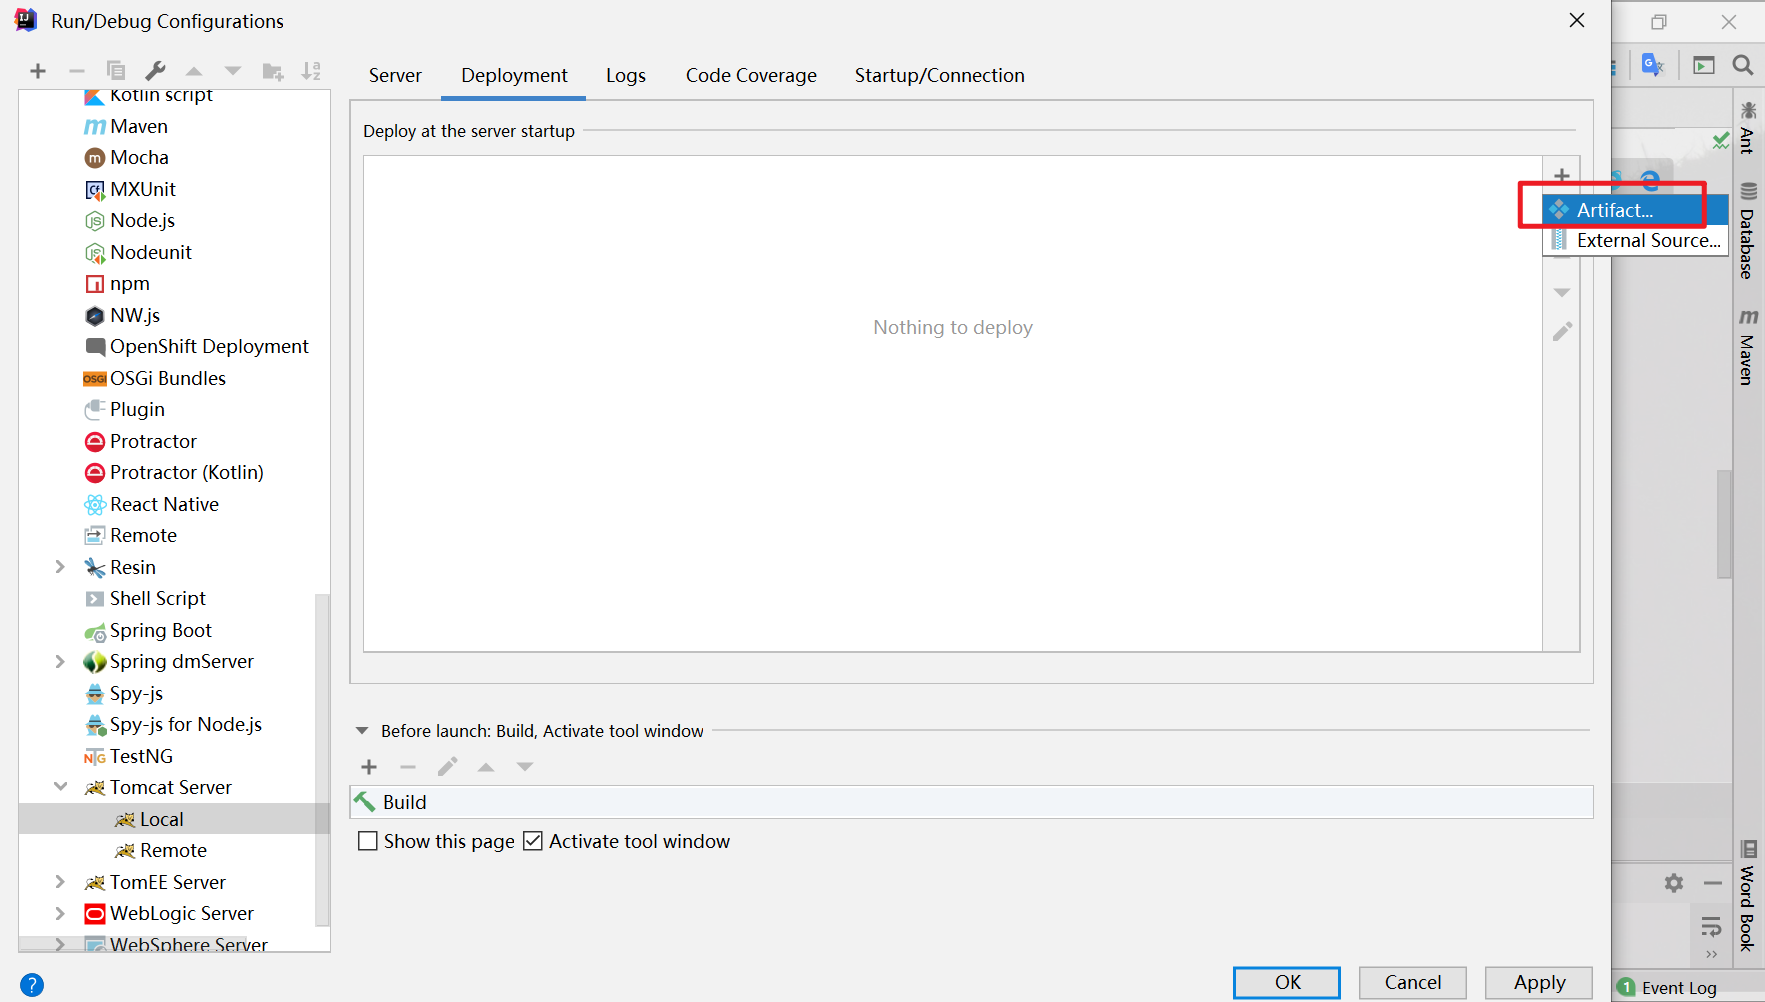 Run/Debug Configurations
Server
Deployment
Logs
Code Coverage
Startup/Connection
Kotlin script
Maven
Mocha
MXUnit
Node.js
Nodeunit
npm
NW.js
OpenShift Deployment
OSGi Bundles
Plugin
Protractor
Protractor (Kotlin)
React Native
Remote
Resin
Shell Script
Spring Boot
Spring dmServer
Spy-js
Spy-js for Node.js
TestNG
Tomcat Server
Local
Remote
TomEE Server
WebLogic Server
WebSphere Server
Deploy at the server startup
Artifact...
External Source...
Nothing to deploy
Before launch: Build, Activate tool window
Build
Show this page
Activate tool window
OK
Cancel
Apply
Ant
Database
Maven
Word Book
1 Event Log